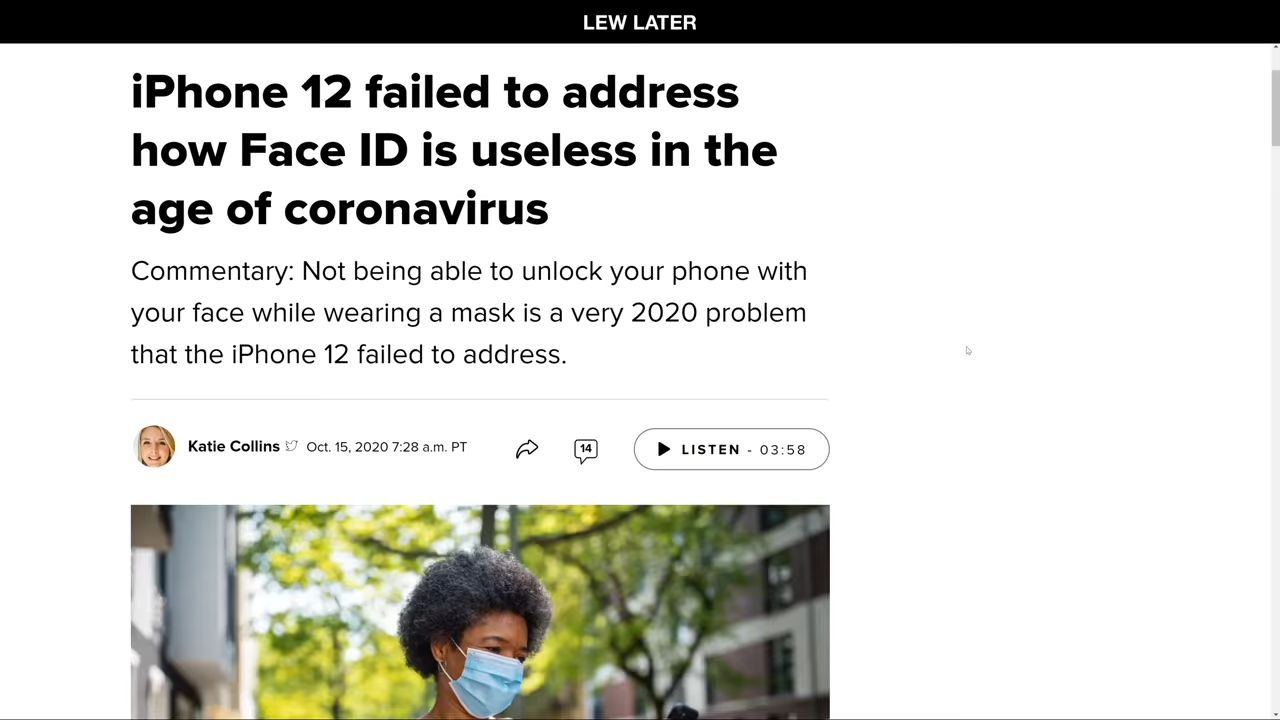 LEW LATER
iPhone 12 failed to address
how Face ID is useless in the
age of coronavirus
Commentary: Not being able to unlock your phone with
your face while wearing a mask is a very 2020 problem
that the iPhone 12 failed to address.
Katie Collins Oct. 15, 2020 7:28 a.m. PT 14 LISTEN - 03:58